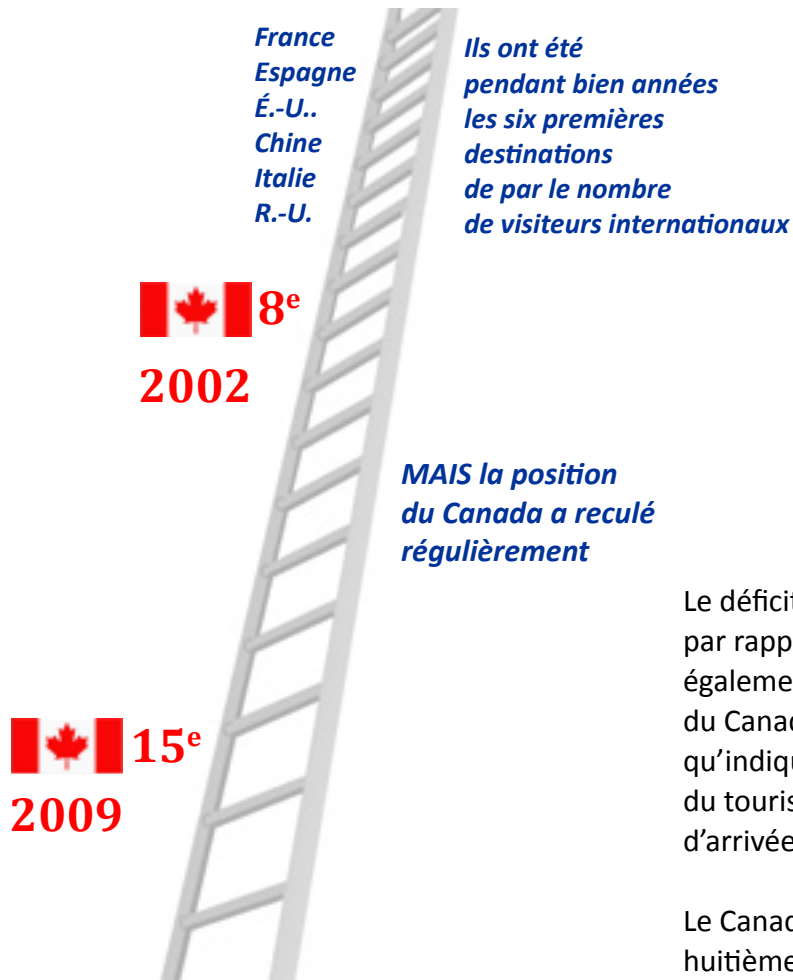 France
Espagne
É.-U..
Chine
Italie
R.-U.
Ils ont été
pendant bien années
les six premières
destinations
de par le nombre
de visiteurs internationaux
8e
2002
MAIS la position
du Canada a reculé
régulièrement
15e
2009
Le déficit
par rapp
égaleme
du Canad
qu’indiqu
du touris
d’arrivée
Le Canad
huitième